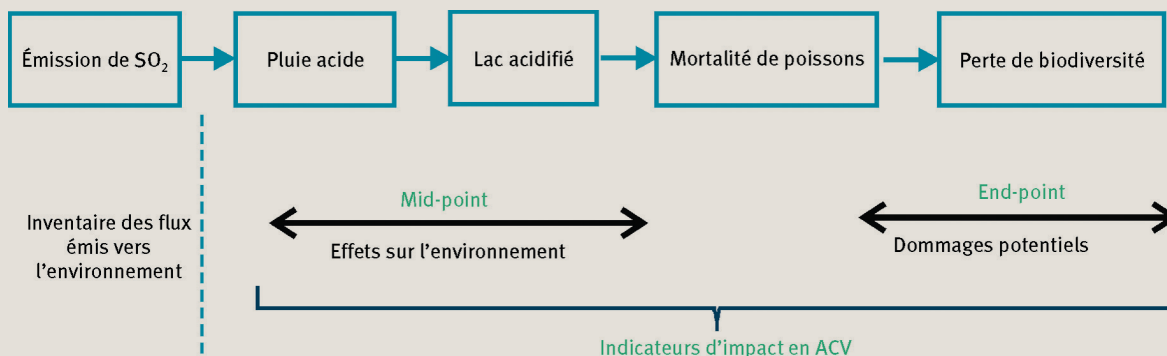 Émission de SO₂
Pluie acide
Lac acidifié
Mortalité de poissons
Perte de biodiversité
Inventaire des flux
émis vers
l’environnement
Mid-point
Effets sur l’environnement
End-point
Dommages potentiels
Indicateurs d’impact en ACV